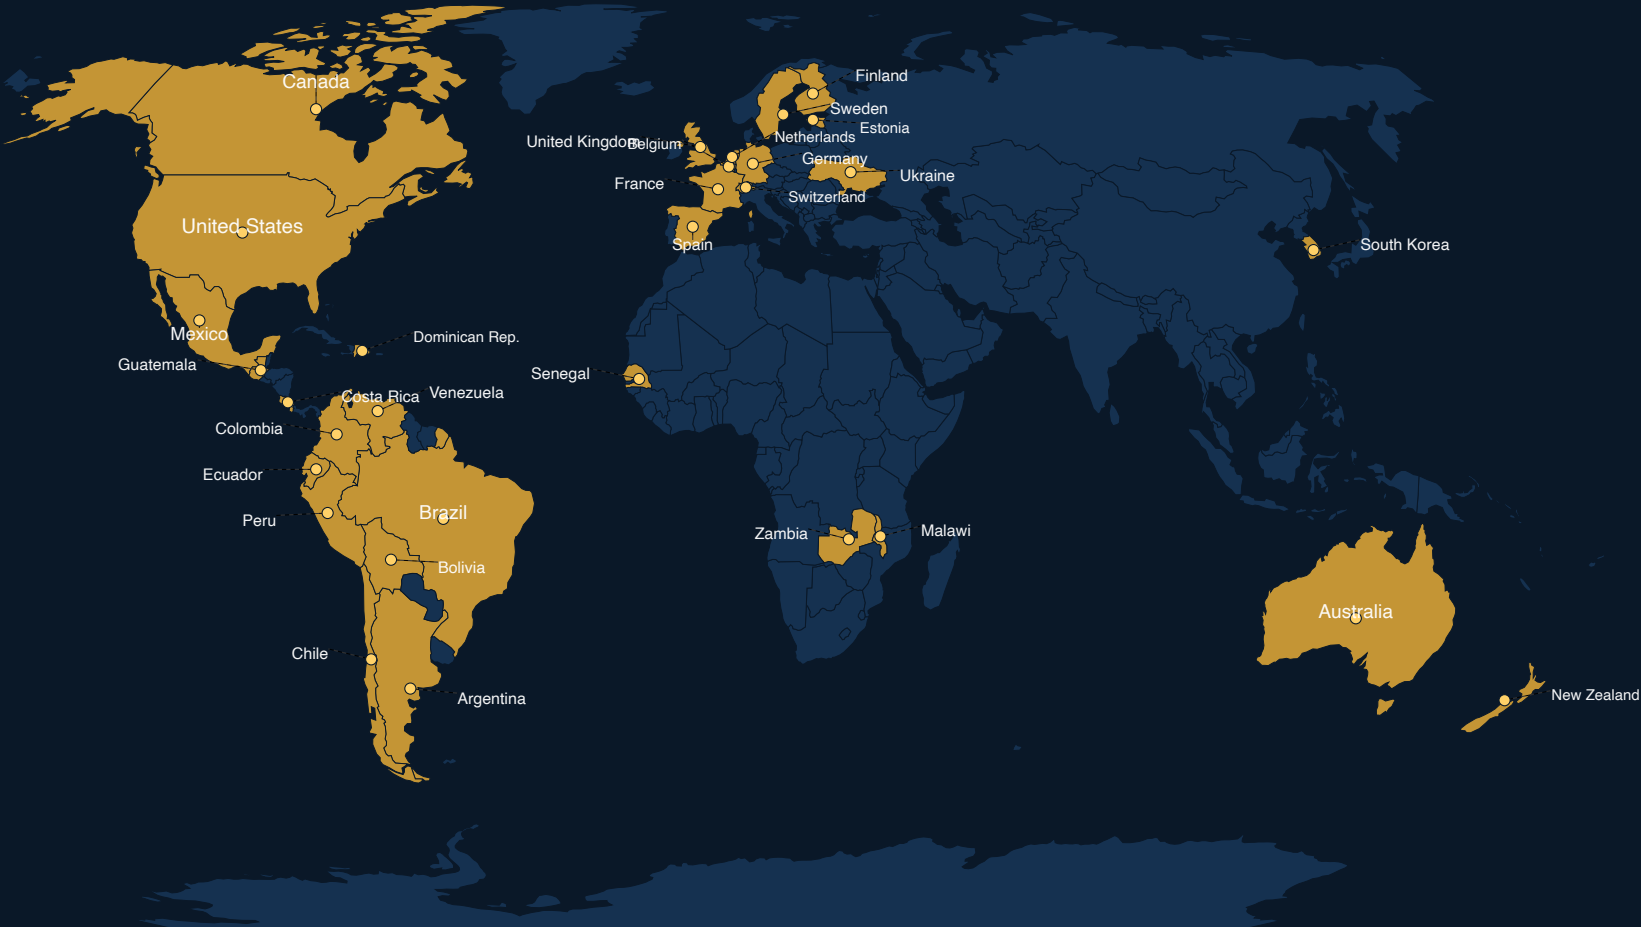 Finland
Canada
Sweden
Estonia
Netherlands
United Kingdom
Belgium
Germany
Ukraine
France
Switzerland
United States
Spain
South Korea
Mexico
Dominican Rep.
Guatemala
Senegal
Costa Rica
Venezuela
Colombia
Ecuador
Brazil
Peru
Zambia
Malawi
Bolivia
Australia
Chile
Argentina
New Zealand